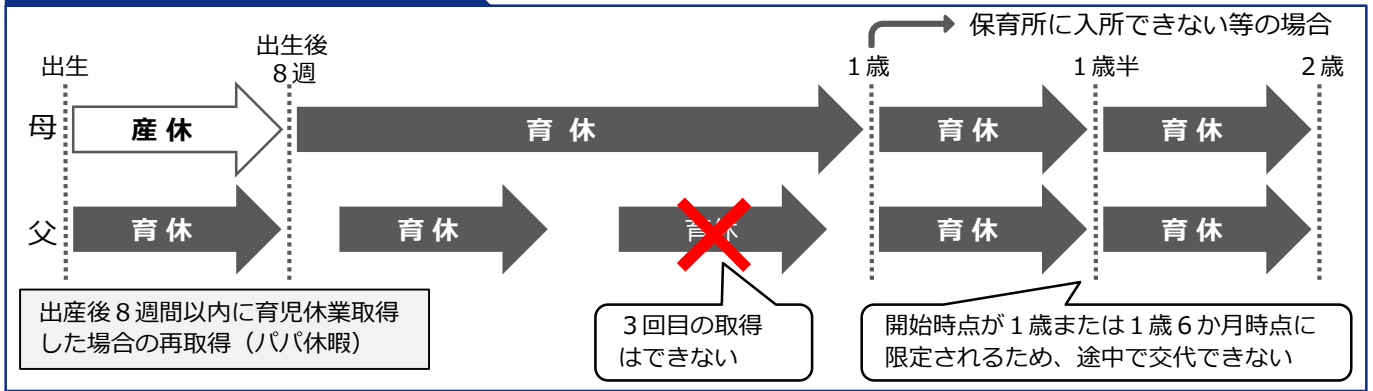 保育所に入所できない等の場合
出生
出生後
８週
１歳
１歳半
２歳
母
産 休
育 休
育 休
育 休
父
育 休
育 休
育休
育 休
育 休
出産後８週間以内に育児休業取得
した場合の再取得（パパ休暇）
３回目の取得
はできない
開始時点が１歳または１歳６か月時点に
限定されるため、途中で交代できない